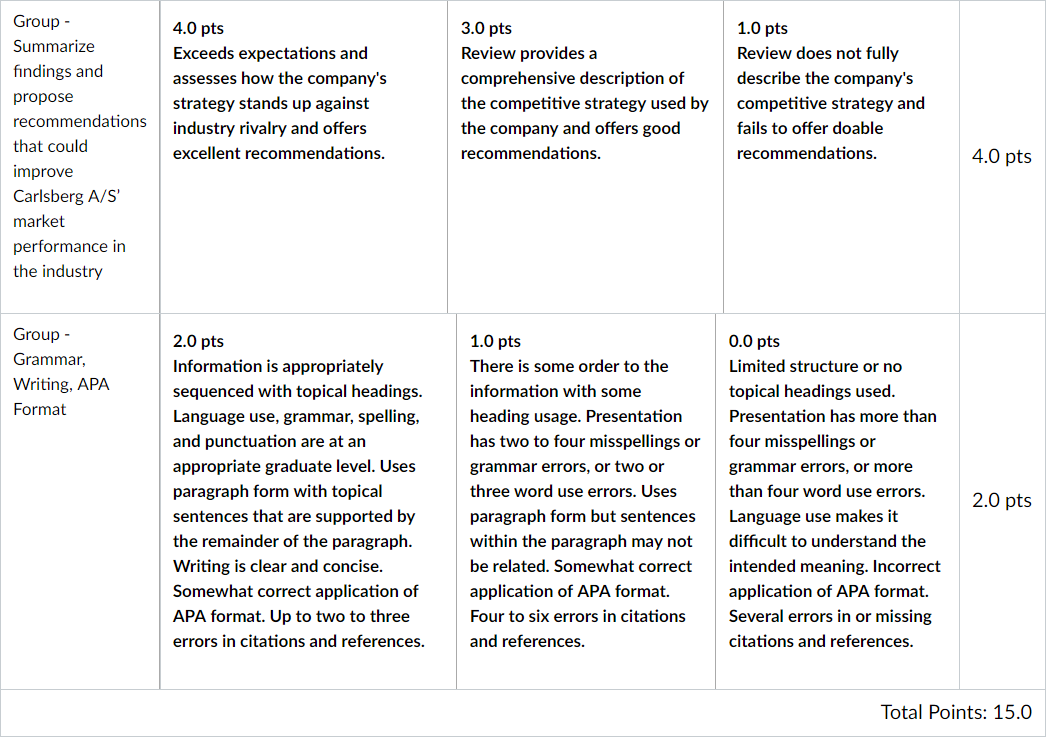 Group -
Summarize
findings and
propose
recommendations
that could
improve
Carlsberg A/S’
market
performance in
the industry
4.0 pts
Exceeds expectations and
assesses how the company's
strategy stands up against
industry rivalry and offers
excellent recommendations.
3.0 pts
Review provides a
comprehensive description of
the competitive strategy used by
the company and offers good
recommendations.
1.0 pts
Review does not fully
describe the company's
competitive strategy and
fails to offer doable
recommendations.
4.0 pts
Group -
Grammar,
Writing, APA
Format
2.0 pts
Information is appropriately
sequenced with topical headings.
Language use, grammar, spelling,
and punctuation are at an
appropriate graduate level. Uses
paragraph form with topical
sentences that are supported by
the remainder of the paragraph.
Writing is clear and concise.
Somewhat correct application of
APA format. Up to two to three
errors in citations and references.
1.0 pts
There is some order to the
information with some
heading usage. Presentation
has two to four misspellings or
grammar errors, or two or
three word use errors. Uses
paragraph form but sentences
within the paragraph may not
be related. Somewhat correct
application of APA format.
Four to six errors in citations
and references.
0.0 pts
Limited structure or no
topical headings used.
Presentation has more than
four misspellings or
grammar errors, or more
than four word use errors.
Language use makes it
difficult to understand the
intended meaning. Incorrect
application of APA format.
Several errors in or missing
citations and references.
2.0 pts
Total Points: 15.0